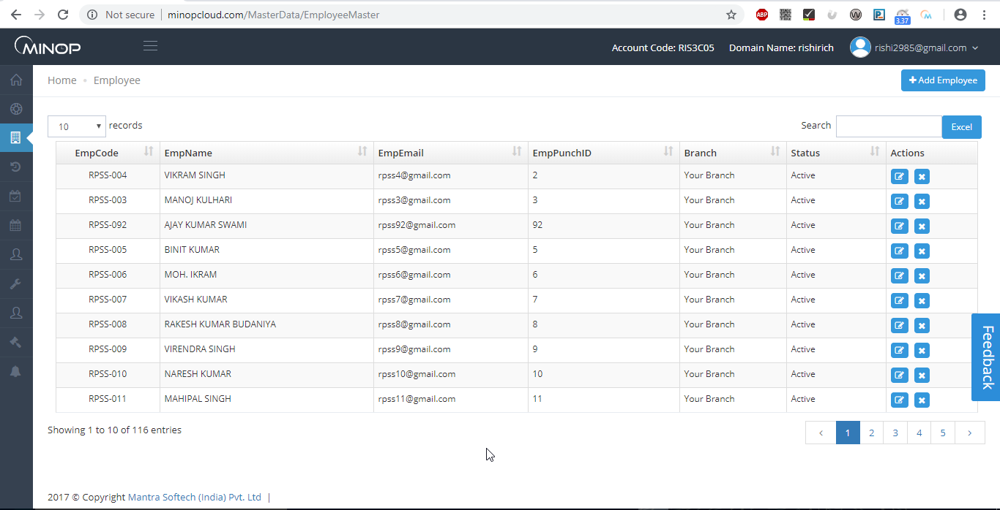 Not secure | minopcloud.com/MasterData/EmployeeMaster ABP 3.37
MINOP Account Code: RIS3C05 Domain Name: rishirich rishi2985@gmail.com
Home Employee Add Employee
10 records Search Excel
EmpCode EmpName EmpEmail EmpPunchID Branch Status Actions
RPSS-004 VIKRAM SINGH rpss4@gmail.com 2 Your Branch Active
RPSS-003 MANOJ KULHARI rpss3@gmail.com 3 Your Branch Active
RPSS-092 AJAY KUMAR SWAMI rpss92@gmail.com 92 Your Branch Active
RPSS-005 BINIT KUMAR rpss5@gmail.com 5 Your Branch Active
RPSS-006 MOH. IKRAM rpss6@gmail.com 6 Your Branch Active
RPSS-007 VIKASH KUMAR rpss7@gmail.com 7 Your Branch Active
RPSS-008 RAKESH KUMAR BUDANIYA rpss8@gmail.com 8 Your Branch Active
RPSS-009 VIRENDRA SINGH rpss9@gmail.com 9 Your Branch Active
RPSS-010 NARESH KUMAR rpss10@gmail.com 10 Your Branch Active
RPSS-011 MAHIPAL SINGH rpss11@gmail.com 11 Your Branch Active
Feedback
Showing 1 to 10 of 116 entries < 1 2 3 4 5 >
2017 © Copyright Mantra Softech (India) Pvt. Ltd |